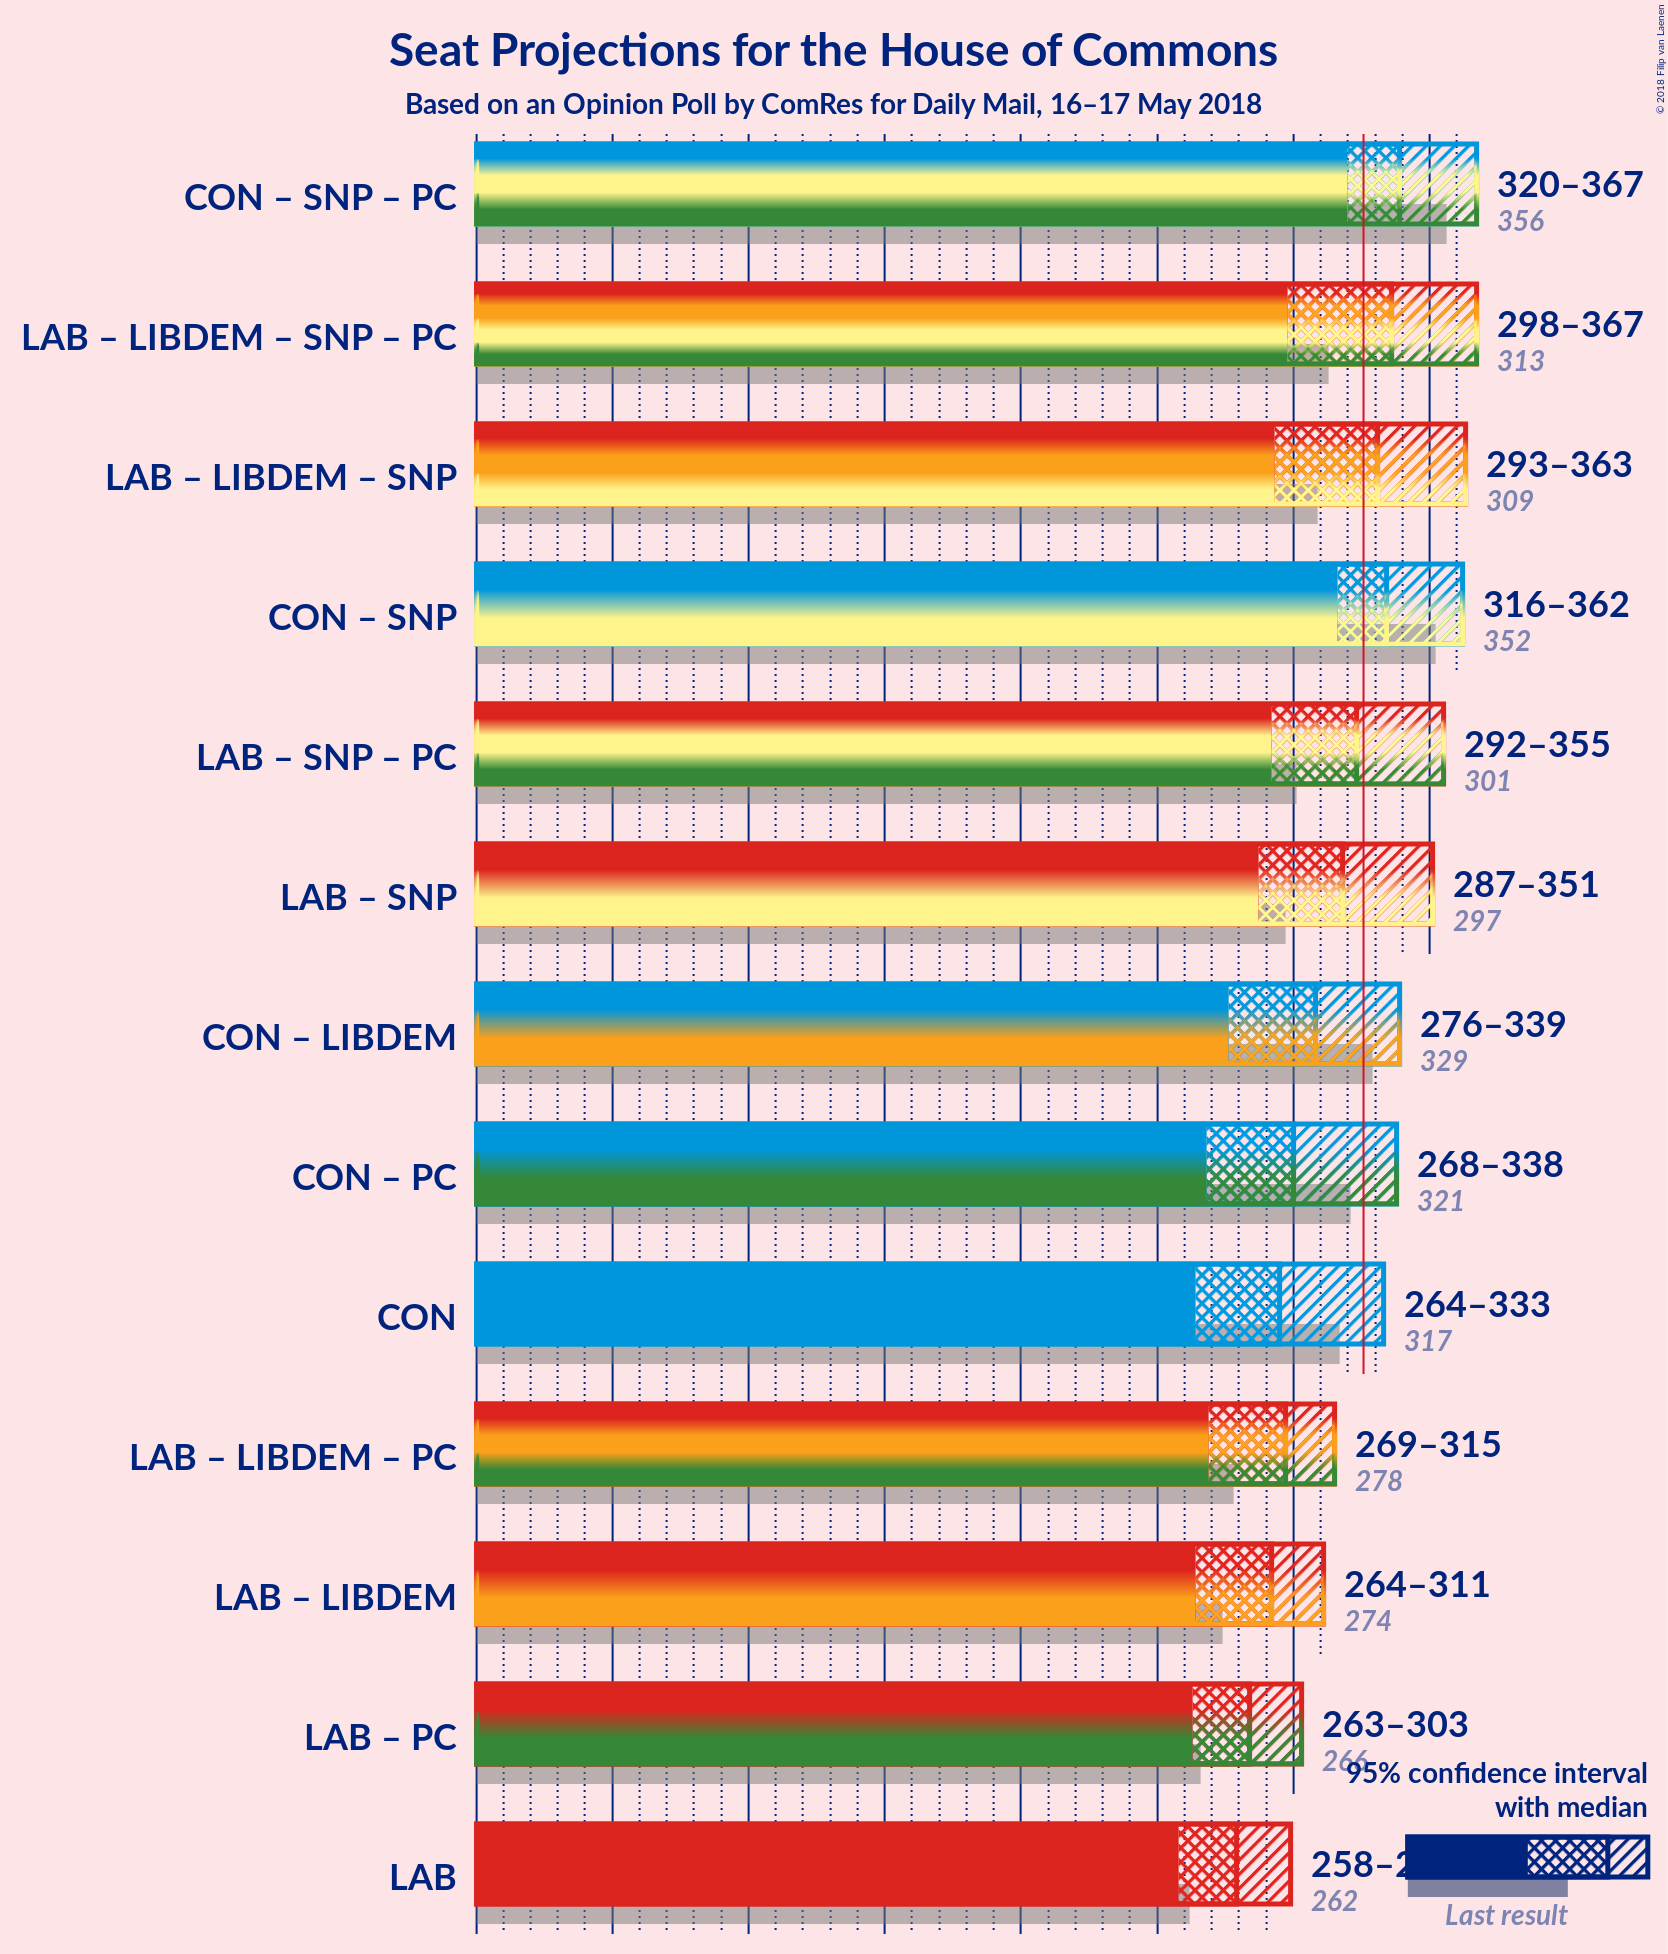 Seat Projections for the House of Commons
Based on an Opinion Poll by ComRes for Daily Mail, 16–17 May 2018
© 2018 Filip van Laenen
CON – SNP – PC
320–367
356
LAB – LIBDEM – SNP – PC
298–367
313
LAB – LIBDEM – SNP
293–363
309
CON – SNP
316–362
352
LAB – SNP – PC
292–355
301
LAB – SNP
287–351
297
CON – LIBDEM
276–339
329
CON – PC
268–338
321
CON
264–333
317
LAB – LIBDEM – PC
269–315
278
LAB – LIBDEM
264–311
274
LAB – PC
263–303
266
LAB
262
95% confidence interval
with median
Last result